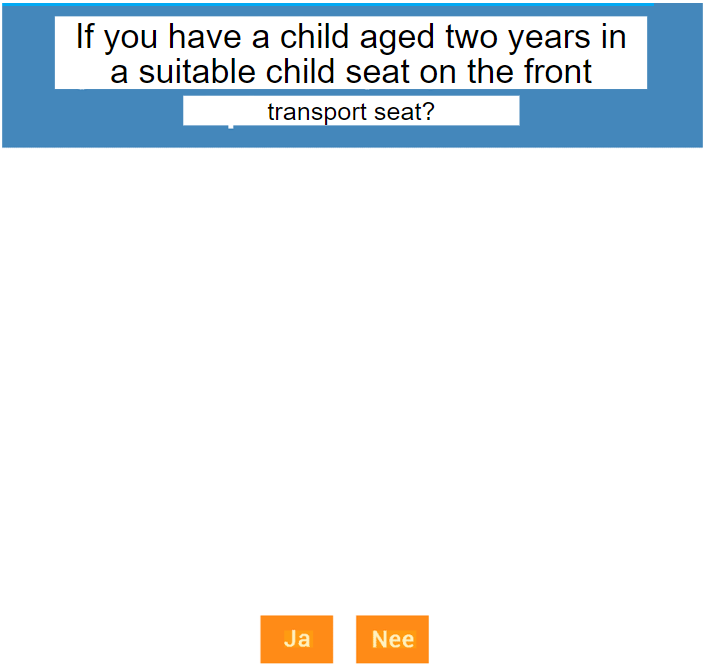 If you have a child aged two years in
a suitable child seat on the front
transport seat?
Ja
Nee